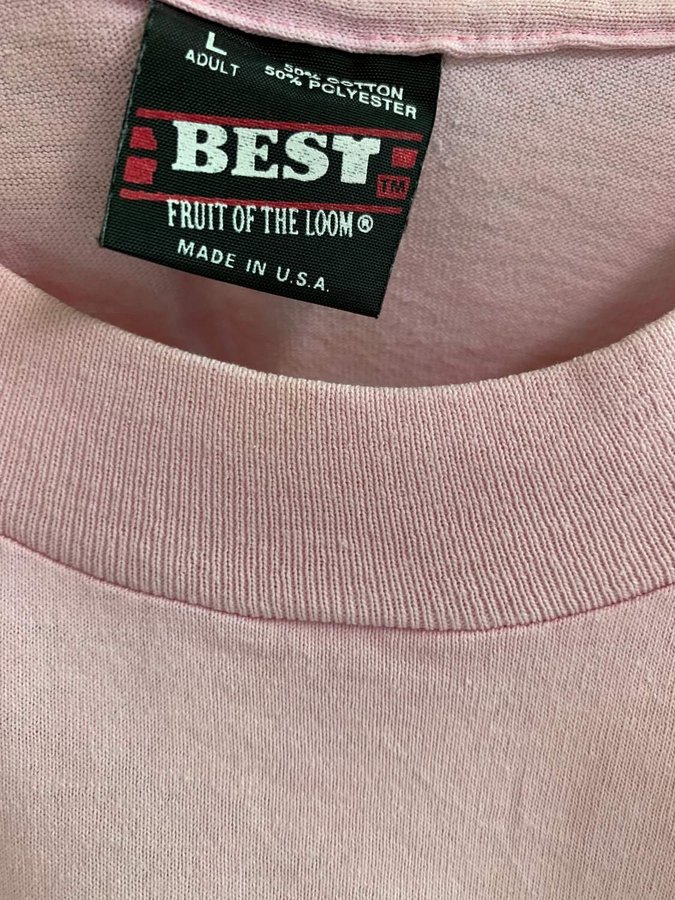 L
ADULT
50% COTTON
50% POLYESTER
BEST
TM
FRUIT OF THE LOOM®
MADE IN U.S.A.